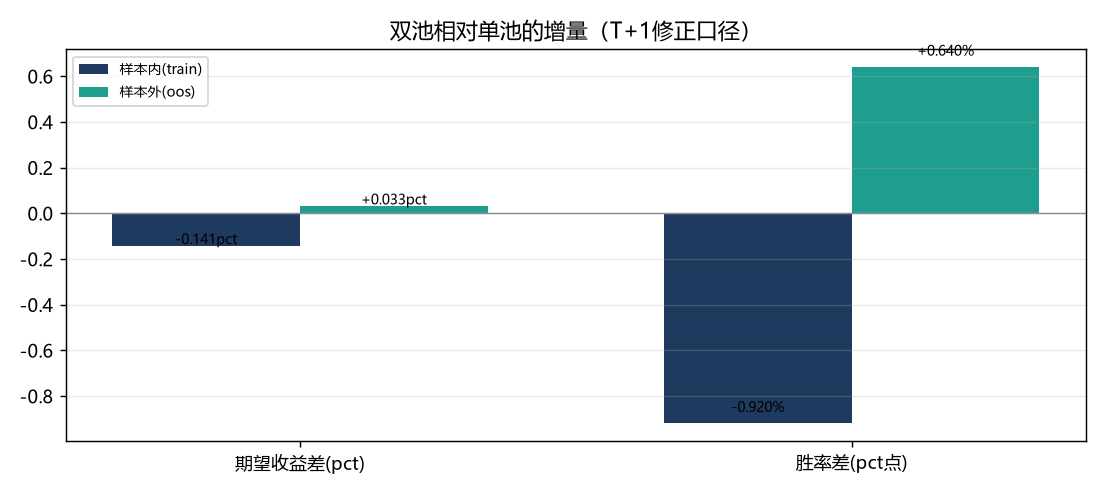 双池相对单池的增量（T+1修正口径）
样本内(train)
样本外(oos)
+0.640%
0.6
0.4
0.2
+0.033pct
0.0
-0.141pct
-0.2
-0.4
-0.6
-0.8
-0.920%
期望收益差(pct)
胜率差(pct点)